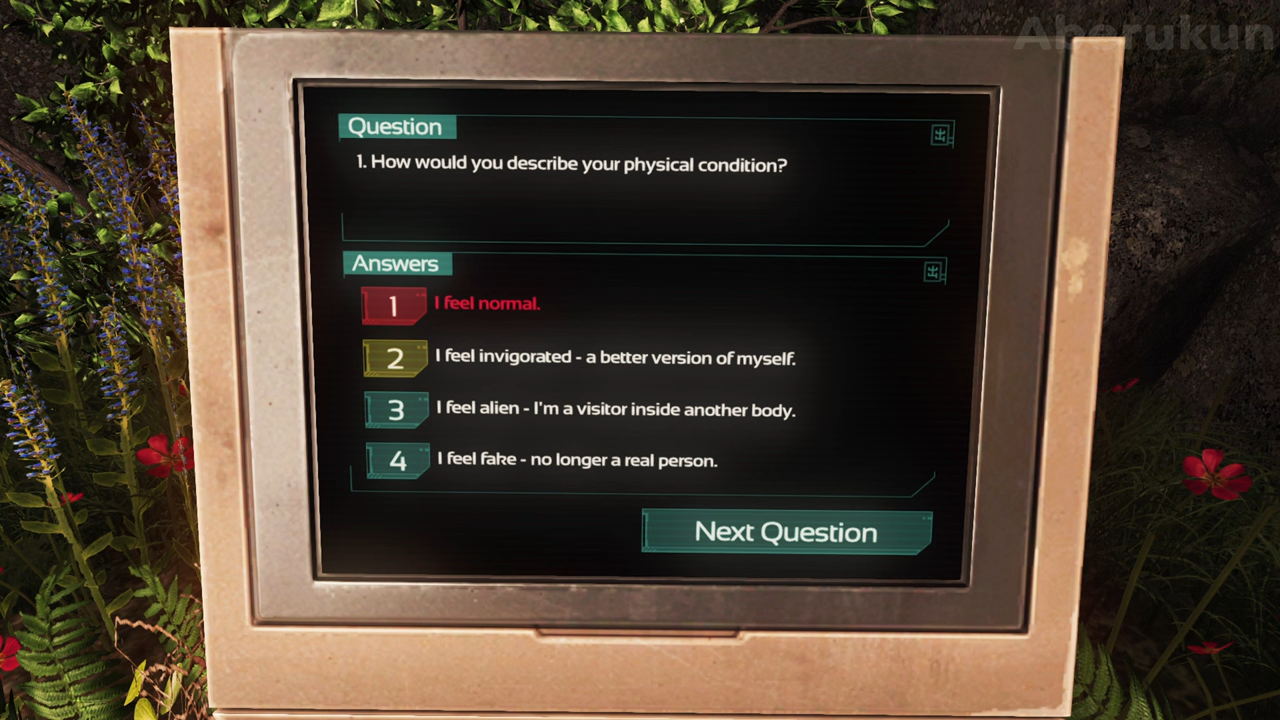 Aberukun
Question
1. How would you describe your physical condition?
Answers
1 I feel normal.
2 I feel invigorated - a better version of myself.
3 I feel alien - I'm a visitor inside another body.
4 I feel fake - no longer a real person.
Next Question